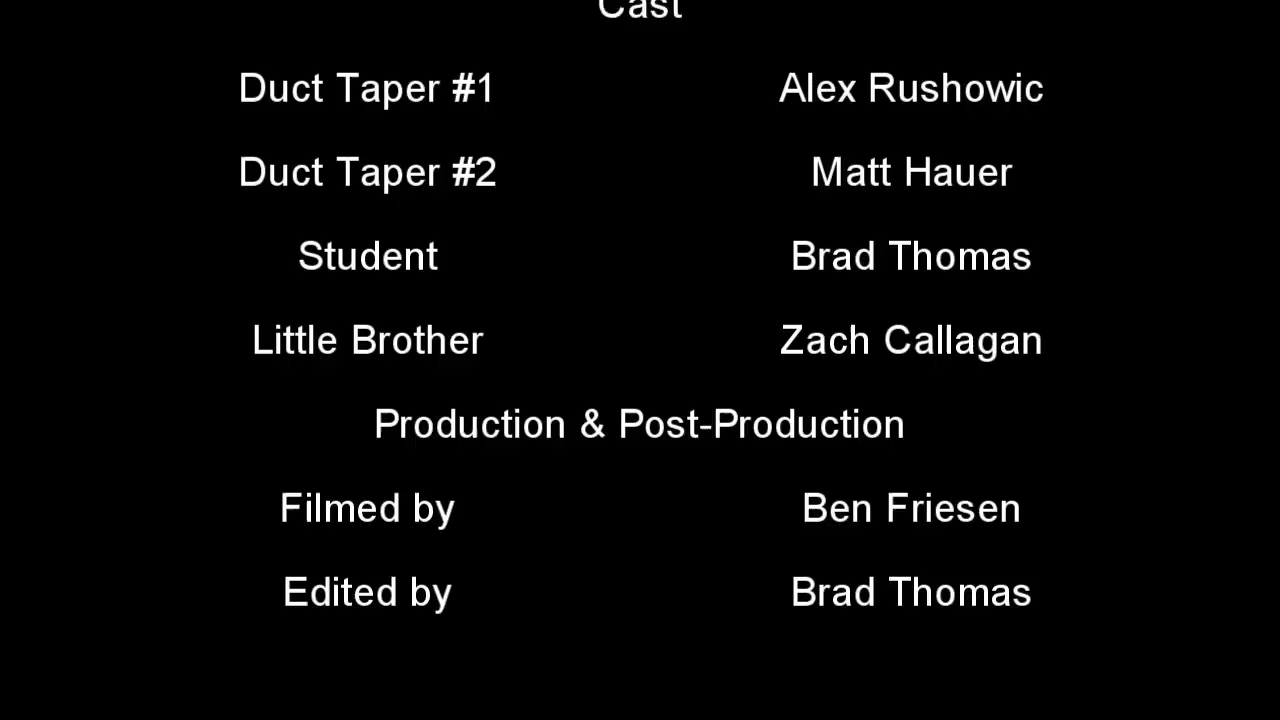 Cast
Duct Taper #1 Alex Rushowic
Duct Taper #2 Matt Hauer
Student Brad Thomas
Little Brother Zach Callagan
Production & Post-Production
Filmed by Ben Friesen
Edited by Brad Thomas